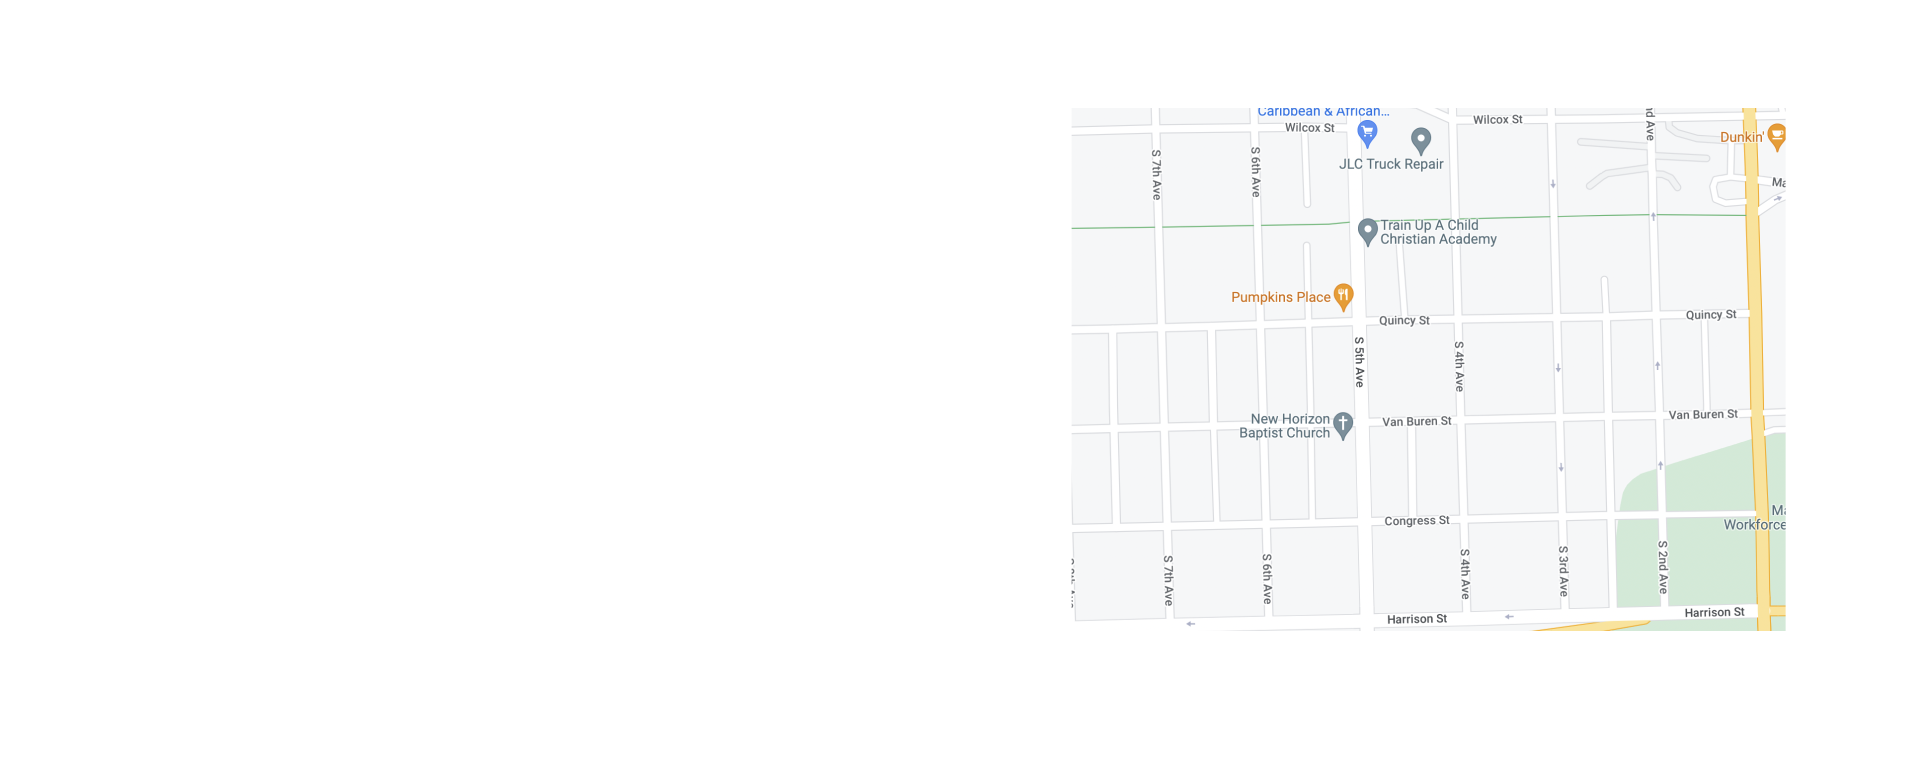 Caribbean & African...
Wilcox St
Wilcox St
nd Ave
Dunkin'
JLC Truck Repair
S 7th Ave
S 6th Ave
Train Up A Child
Christian Academy
Pumpkins Place
Quincy St
Quincy St
S 5th Ave
S 4th Ave
New Horizon
Baptist Church
Van Buren St
Van Buren St
Congress St
Workforce
S 7th Ave
S 6th Ave
S 4th Ave
S 3rd Ave
S 2nd Ave
Harrison St
Harrison St